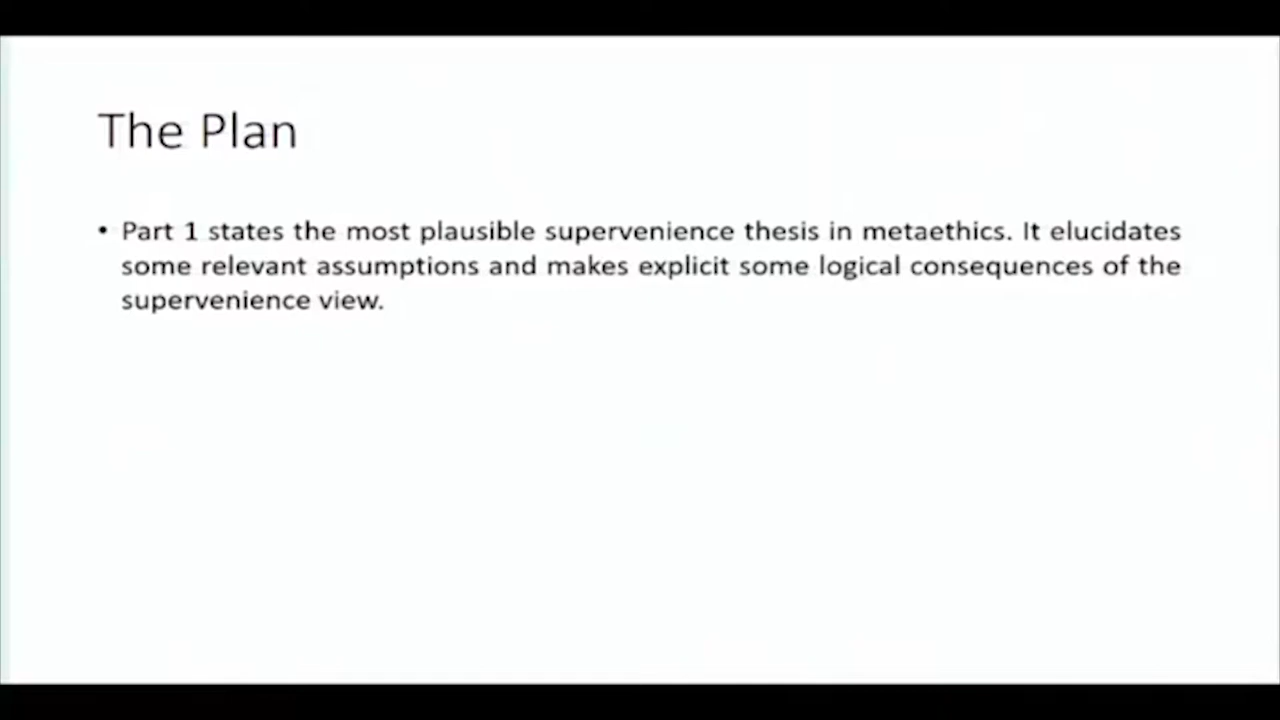 The Plan
• Part 1 states the most plausible supervenience thesis in metaethics. It elucidates
some relevant assumptions and makes explicit some logical consequences of the
supervenience view.